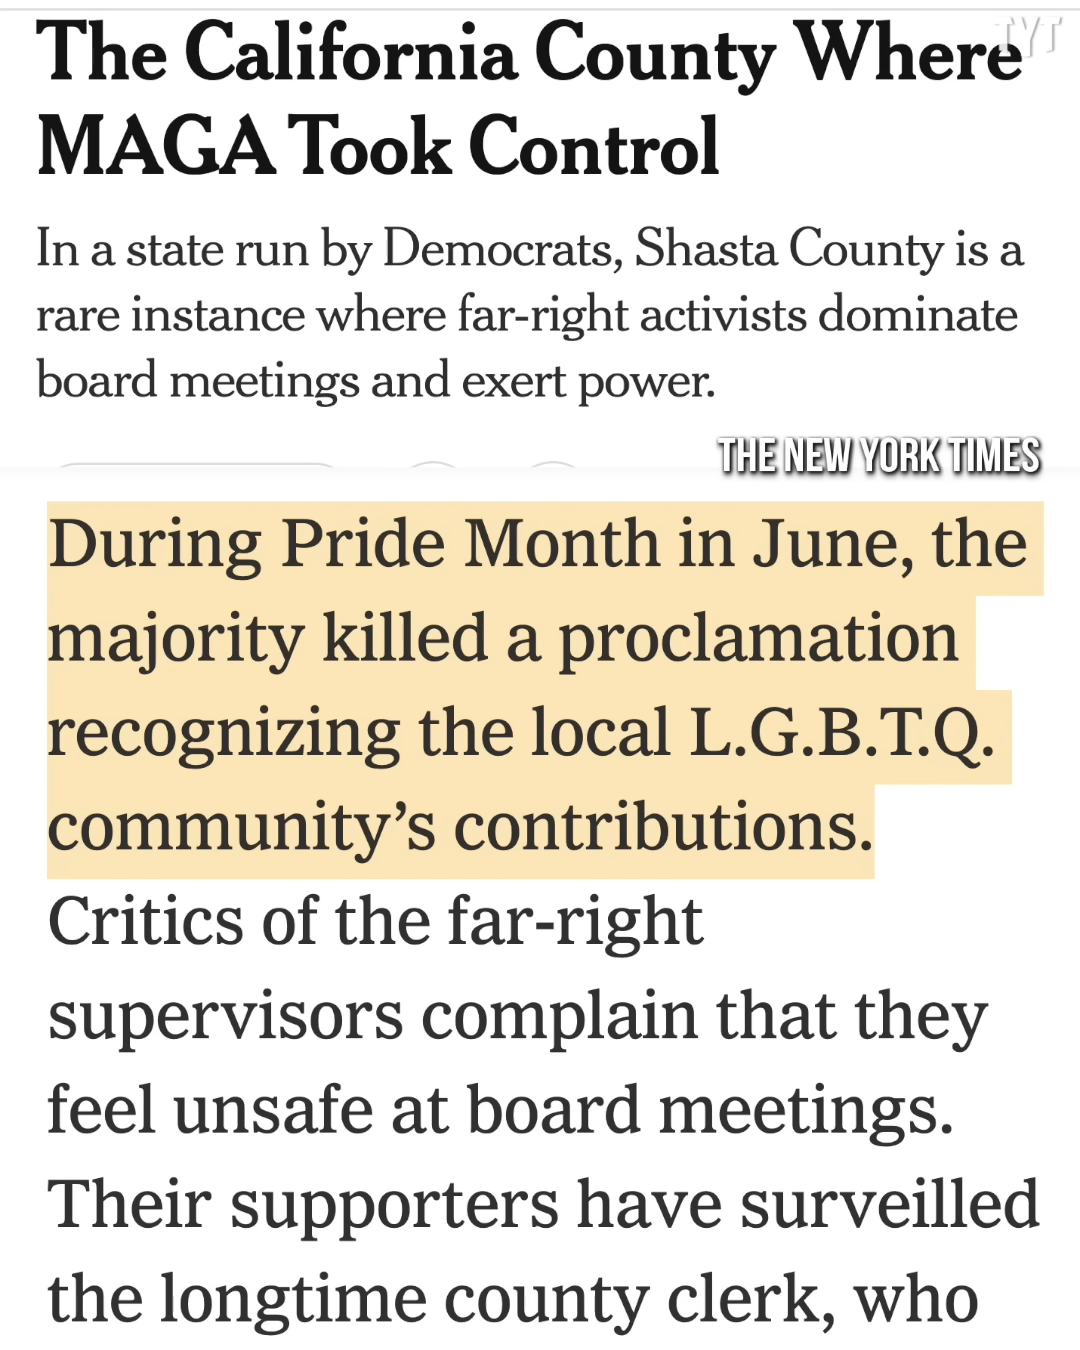 The California County Where
TYT
MAGA Took Control
In a state run by Democrats, Shasta County is a
rare instance where far-right activists dominate
board meetings and exert power.
THE NEW YORK TIMES
During Pride Month in June, the
majority killed a proclamation
recognizing the local L.G.B.T.Q.
community’s contributions.
Critics of the far-right
supervisors complain that they
feel unsafe at board meetings.
Their supporters have surveilled
the longtime county clerk, who